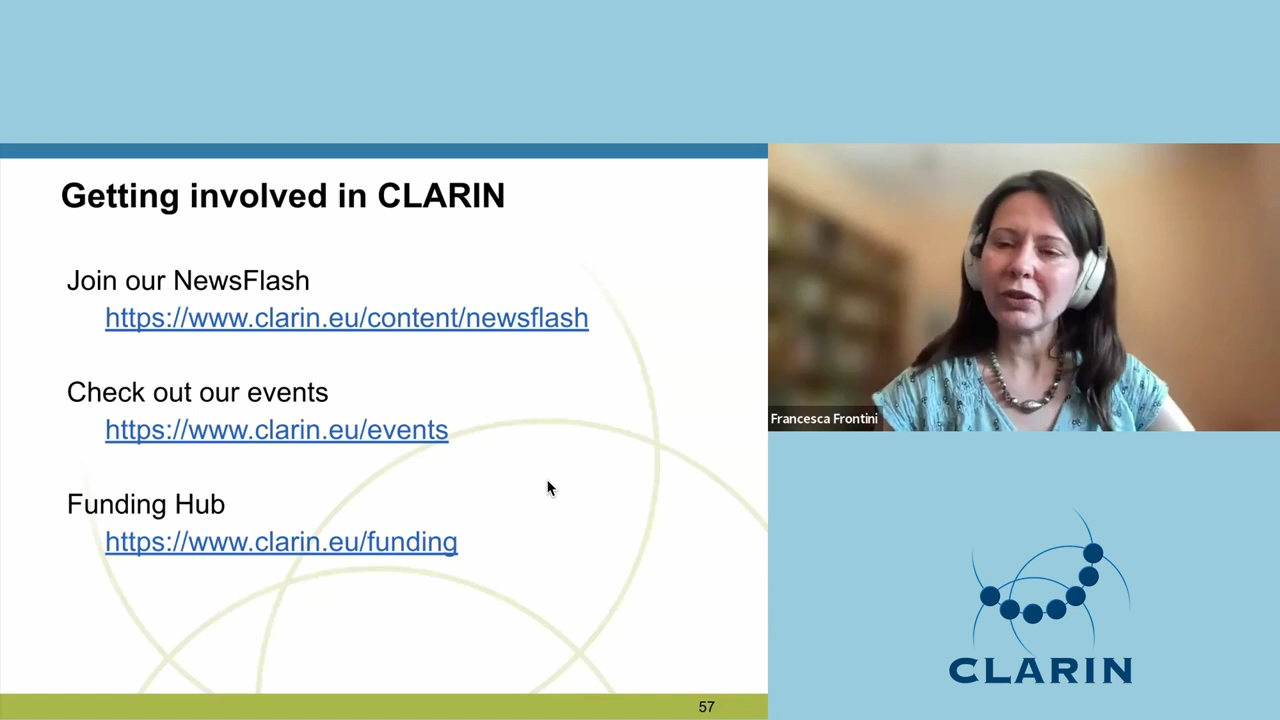 Getting involved in CLARIN
Join our NewsFlash
https://www.clarin.eu/content/newsflash
Check out our events
https://www.clarin.eu/events
Funding Hub
https://www.clarin.eu/funding
57
Francesca Frontini
CLARIN